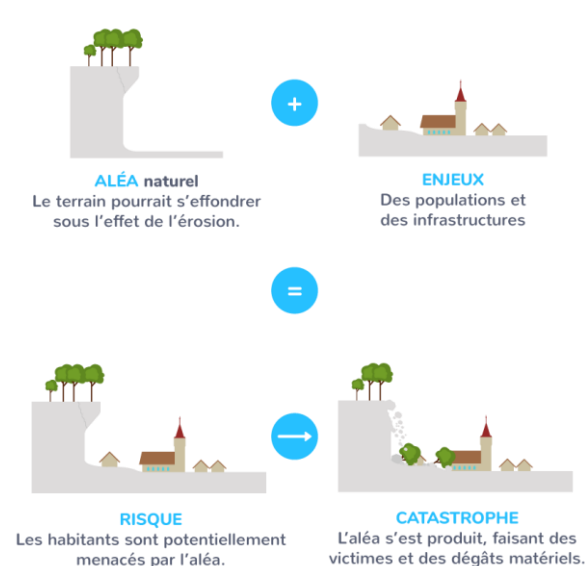 +
ALÉA naturel
Le terrain pourrait s’effondrer
sous l’effet de l’érosion.
ENJEUX
Des populations et
des infrastructures
=
RISQUE
Les habitants sont potentiellement
menacés par l’aléa.
CATASTROPHE
L’aléa s’est produit, faisant des
victimes et des dégâts matériels.